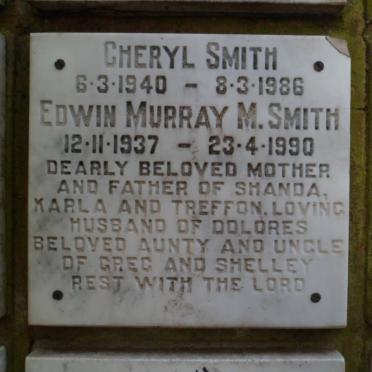 CHERYL SMITH
6·3·1940 - 8·3·1986
EDWIN MURRAY M. SMITH
12·11·1937 - 23·4·1990
DEARLY BELOVED MOTHER
AND FATHER OF SHANDA,
KARLA AND TREFFON. LOVING
HUSBAND OF DOLORES
BELOVED AUNTY AND UNCLE
OF GREG AND SHELLEY
REST WITH THE LORD